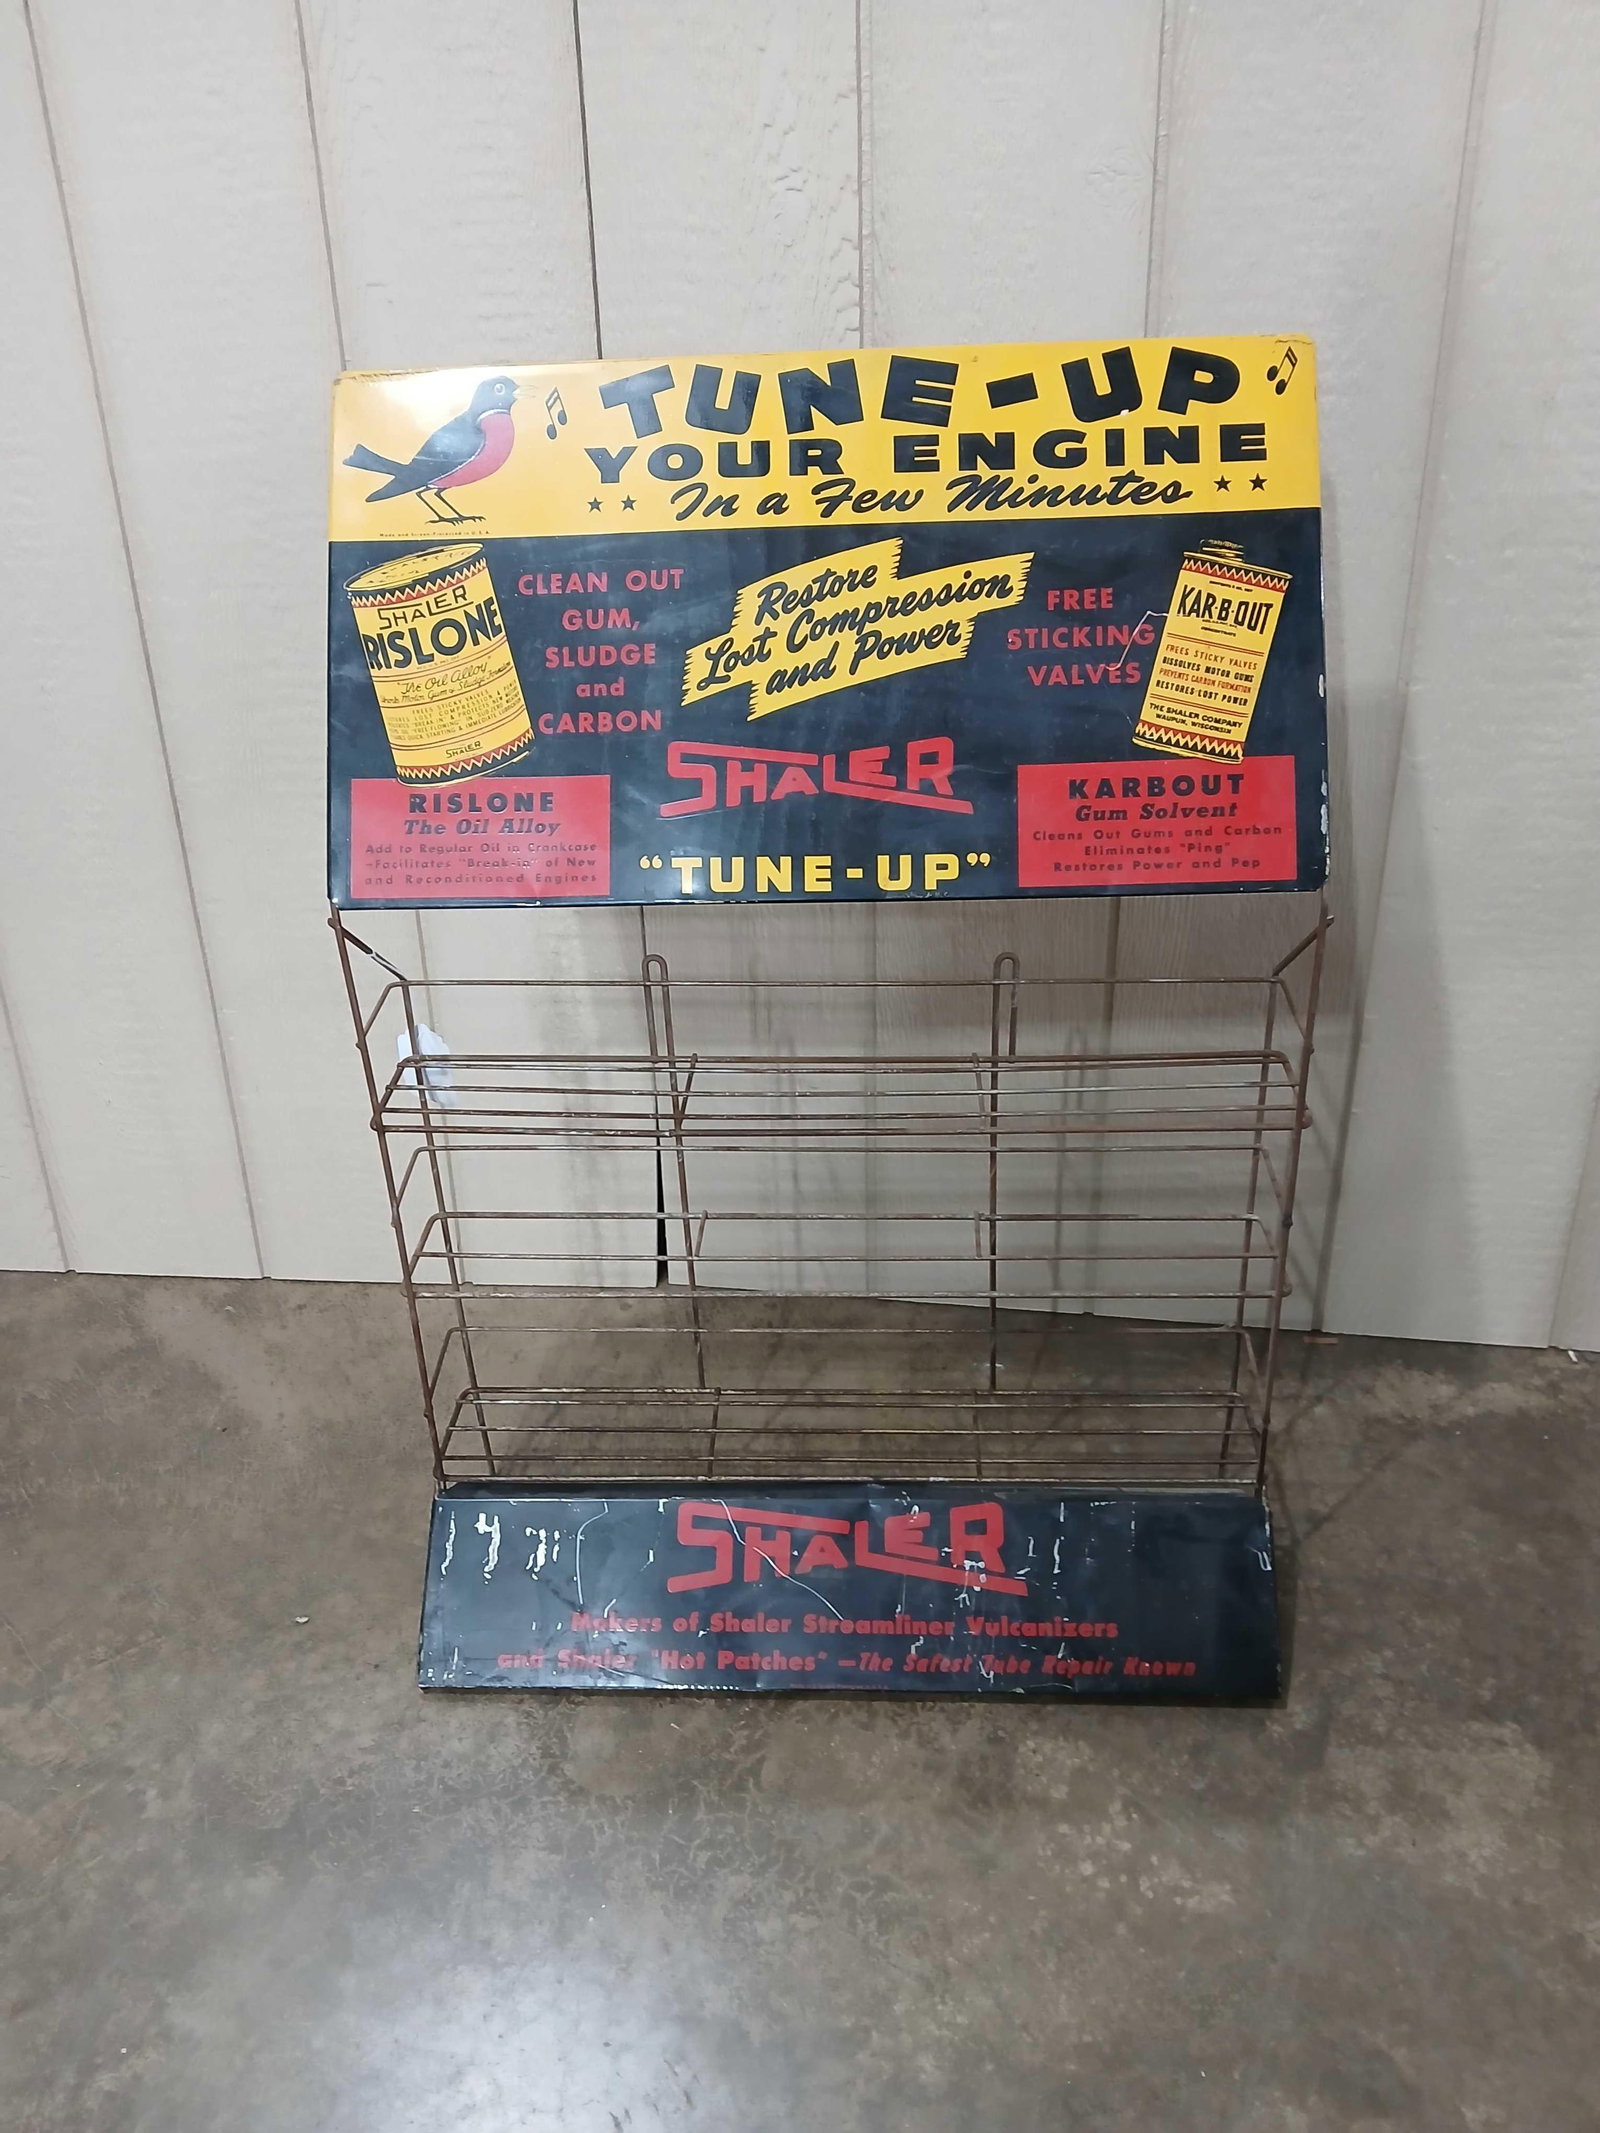 TUNE-UP
YOUR ENGINE
In a Few Minutes
Made and Screen-Processed in U.S.A.
SHALER
RISLONE
The Oil Alloy
SHALER
CLEAN OUT
GUM,
SLUDGE
and
CARBON
Restore
Lost Compression
and Power
FREE
STICKING
VALVES
KAR-B-OUT
FREES STICKY VALVES
DISSOLVES MOTOR GUMS
PREVENTS CARBON FORMATION
RESTORES LOST POWER
THE SHALER COMPANY
WAUPUN, WISCONSIN
SHALER
"TUNE-UP"
RISLONE
The Oil Alloy
Add to Regular Oil in Crankcase
-Facilitates "Break-in" of New
and Reconditioned Engines
KARBOUT
Gum Solvent
Cleans Out Gums and Carbon
Eliminates "Ping"
Restores Power and Pep
SHALER
Makers of Shaler Streamliner Vulcanizers
and Shaler "Hot Patches" —The Safest Tube Repair Known